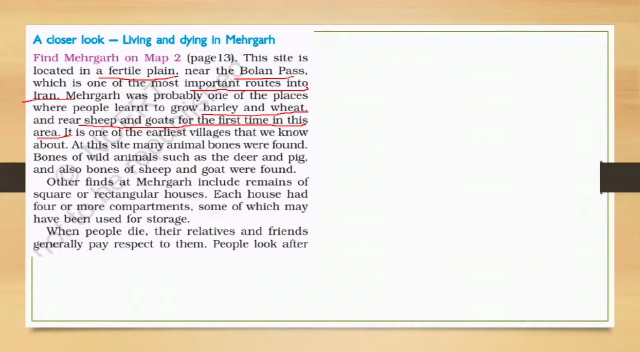 A closer look — Living and dying in Mehrgarh
Find Mehrgarh on Map 2 (page13). This site is
located in a fertile plain, near the Bolan Pass,
which is one of the most important routes into
Iran. Mehrgarh was probably one of the places
where people learnt to grow barley and wheat,
and rear sheep and goats for the first time in this
area. It is one of the earliest villages that we know
about. At this site many animal bones were found.
Bones of wild animals such as the deer and pig,
and also bones of sheep and goat were found.
Other finds at Mehrgarh include remains of
square or rectangular houses. Each house had
four or more compartments, some of which may
have been used for storage.
When people die, their relatives and friends
generally pay respect to them. People look after